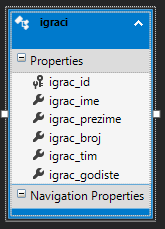 igraci
Properties
igrac_id
igrac_ime
igrac_prezime
igrac_broj
igrac_tim
igrac_godiste
Navigation Properties